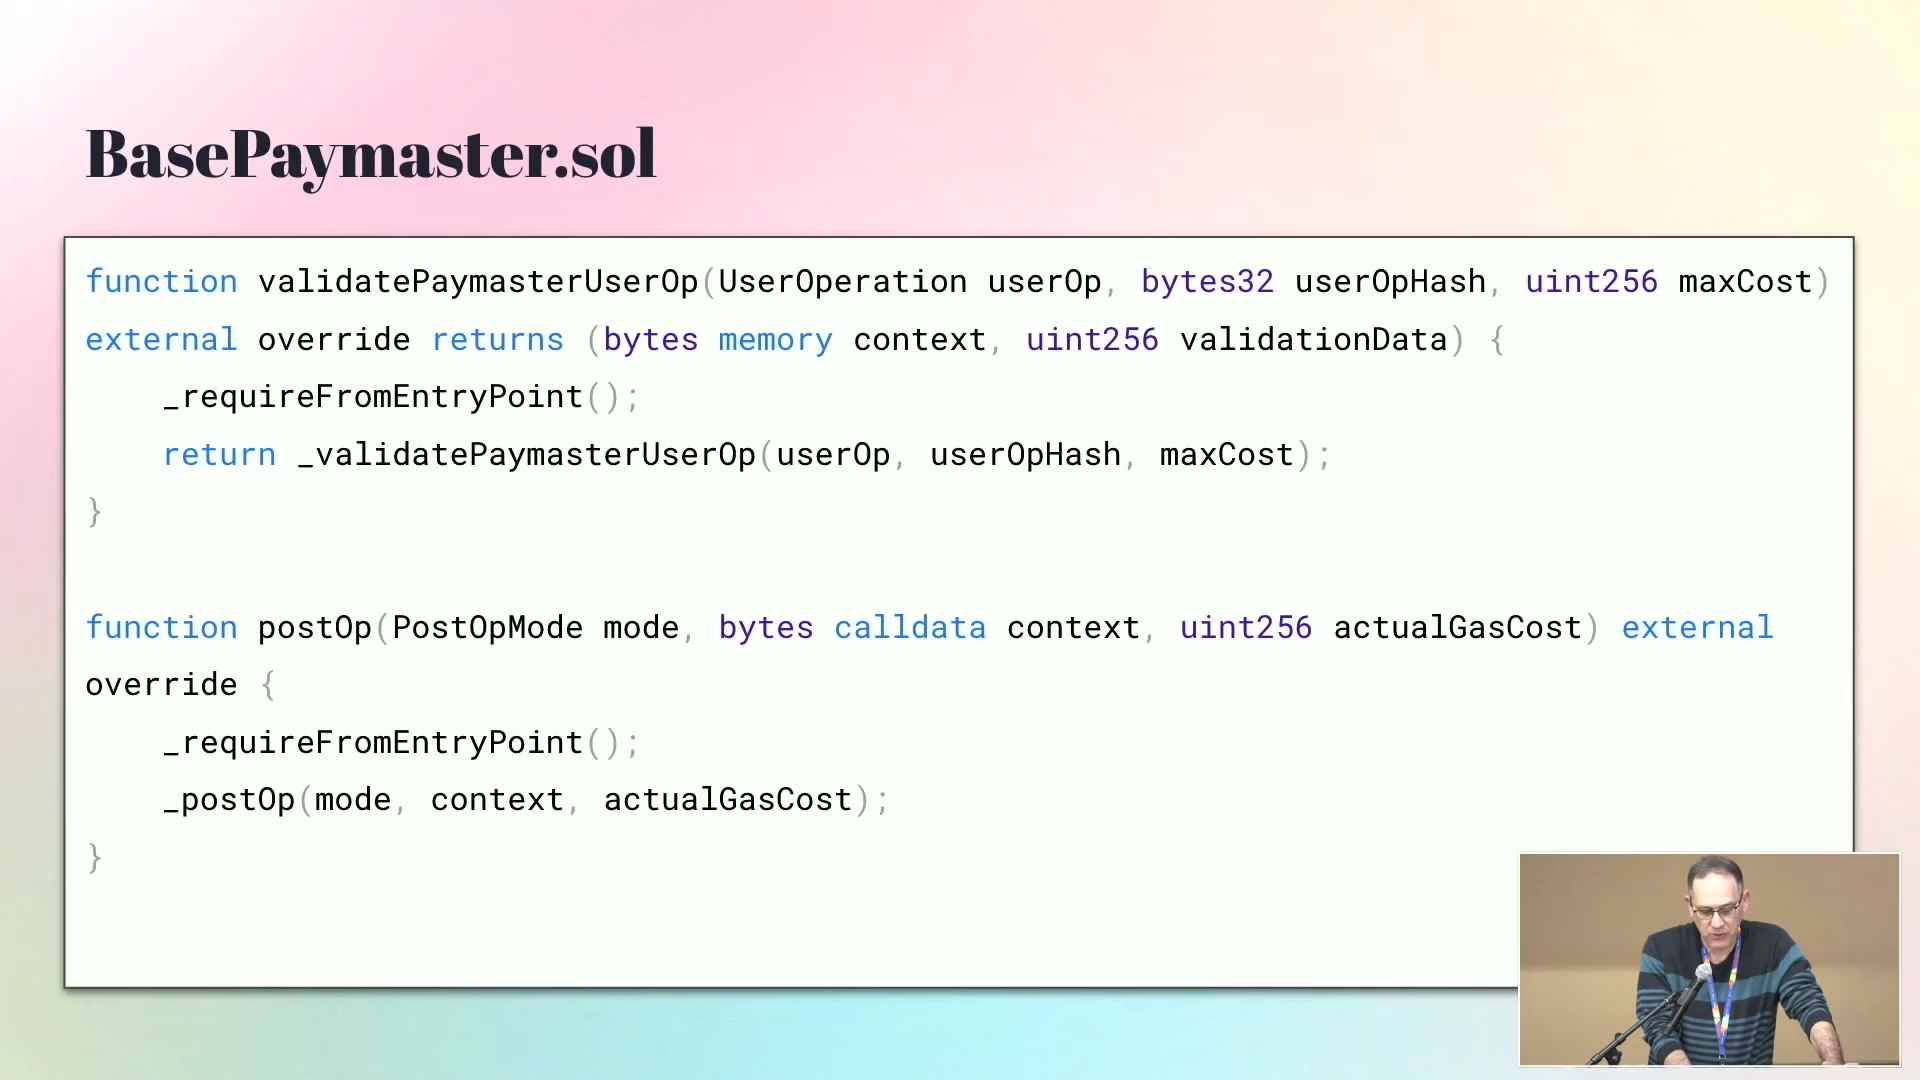 BasePaymaster.sol
function validatePaymasterUserOp(UserOperation userOp, bytes32 userOpHash, uint256 maxCost)
external override returns (bytes memory context, uint256 validationData) {
    _requireFromEntryPoint();
    return _validatePaymasterUserOp(userOp, userOpHash, maxCost);
}
function postOp(PostOpMode mode, bytes calldata context, uint256 actualGasCost) external
override {
    _requireFromEntryPoint();
    _postOp(mode, context, actualGasCost);
}